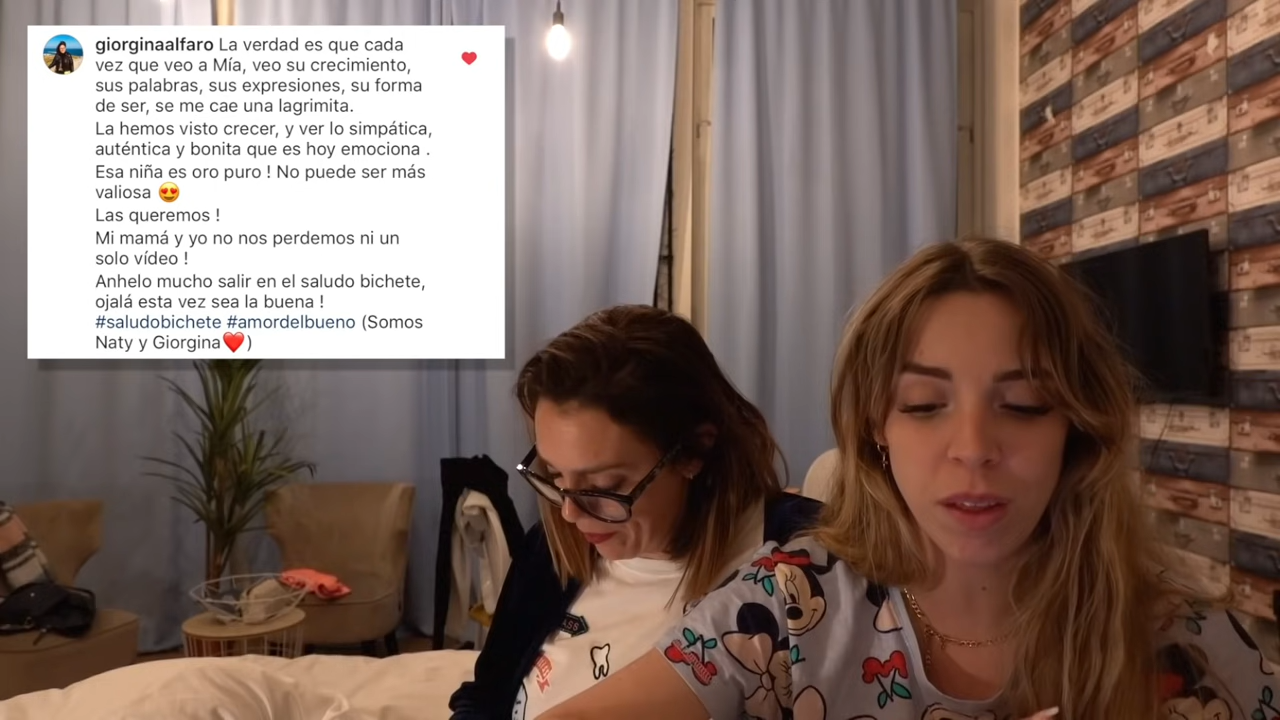 giorginaalfaro La verdad es que cada
vez que veo a Mía, veo su crecimiento,
sus palabras, sus expresiones, su forma
de ser, se me cae una lagrimita.
La hemos visto crecer, y ver lo simpática,
auténtica y bonita que es hoy emociona .
Esa niña es oro puro ! No puede ser más
valiosa 😍
Las queremos !
Mi mamá y yo no nos perdemos ni un
solo vídeo !
Anhelo mucho salir en el saludo bichete,
ojalá esta vez sea la buena !
#saludobichete #amordelbueno (Somos
Naty y Giorgina❤️)